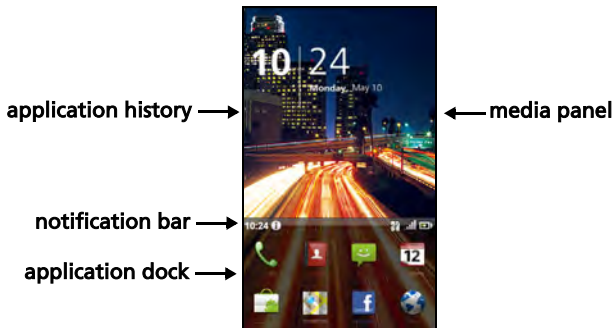 10 24
Monday, May 10
application history
media panel
notification bar
10:24
application dock
12
f